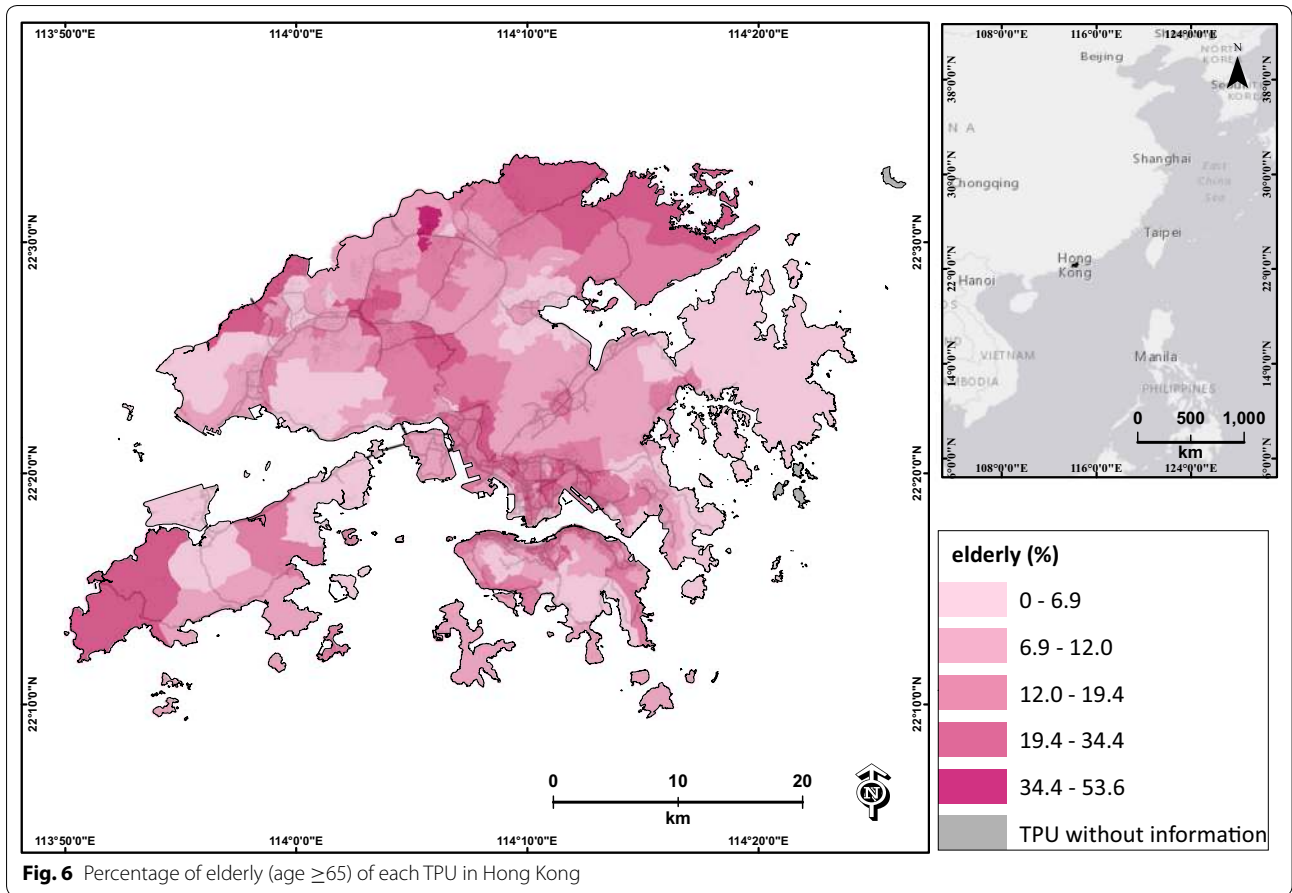 113°50'0"E 114°0'0"E 114°10'0"E 114°20'0"E
22°30'0"N 22°30'0"N
22°20'0"N 22°20'0"N
22°10'0"N 22°10'0"N
0 10 20
km
N
113°50'0"E 114°0'0"E 114°10'0"E 114°20'0"E
108°0'0"E 116°0'0"E 124°0'0"E
N
NORTH
KOREA
Beijing
38°0'0"N 38°0'0"N
N A
Shanghai
30°0'0"N 30°0'0"N
Chongqing
East
China
Sea
Taipei
22°0'0"N 22°0'0"N
Hong
Kong
Hanoi
VIETNAM
Manila
14°0'0"N 14°0'0"N
PHILIPPINES
0 500 1,000
km
6°0'0"N 6°0'0"N
108°0'0"E 116°0'0"E 124°0'0"E
elderly (%)
0 - 6.9
6.9 - 12.0
12.0 - 19.4
19.4 - 34.4
34.4 - 53.6
TPU without information
Fig. 6 Percentage of elderly (age ≥65) of each TPU in Hong Kong